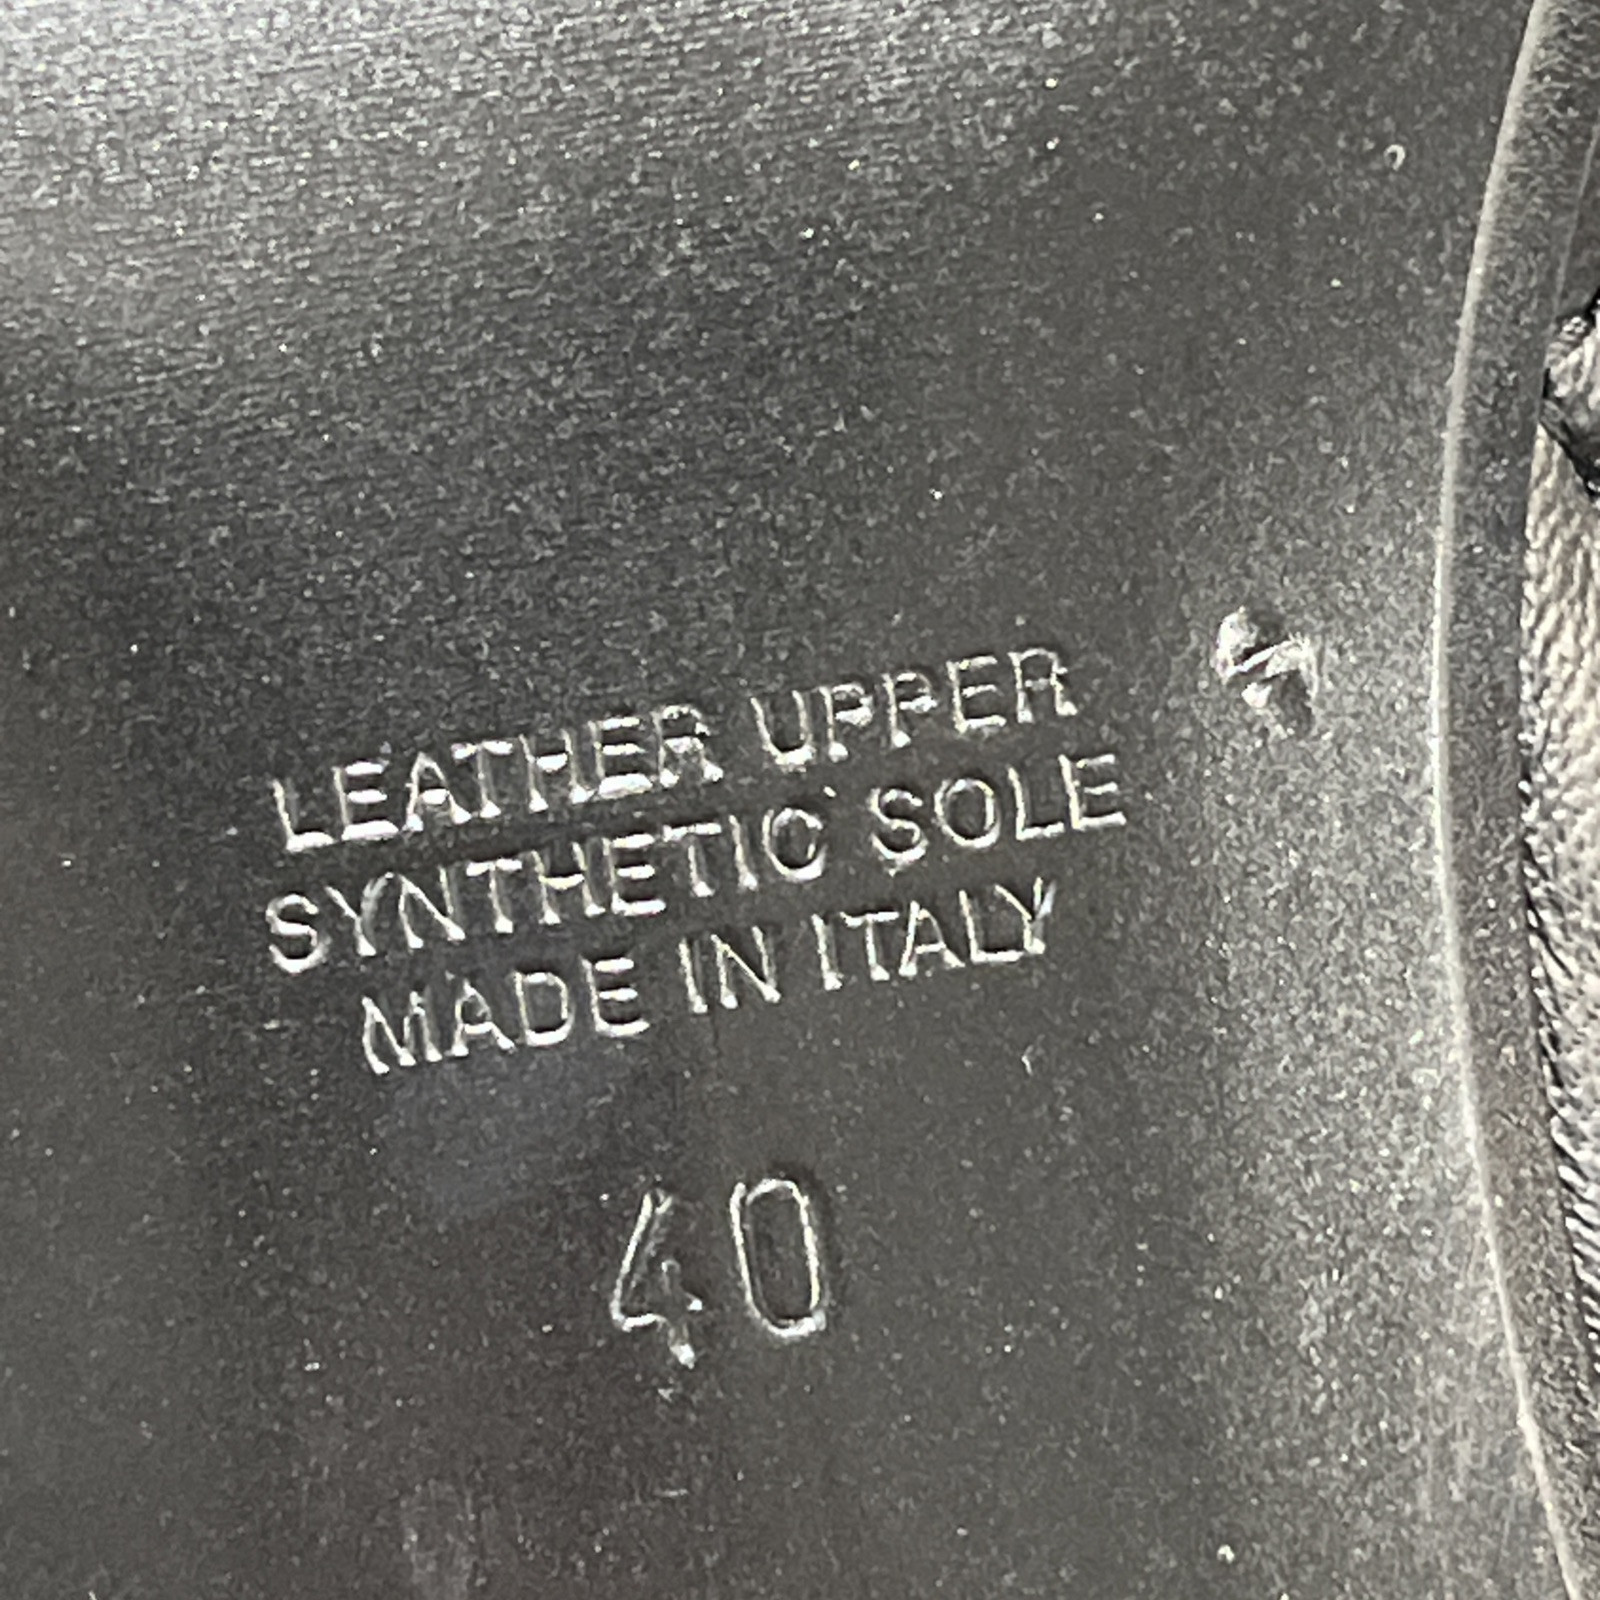 LEATHER UPPER
SYNTHETIC SOLE
MADE IN ITALY
40